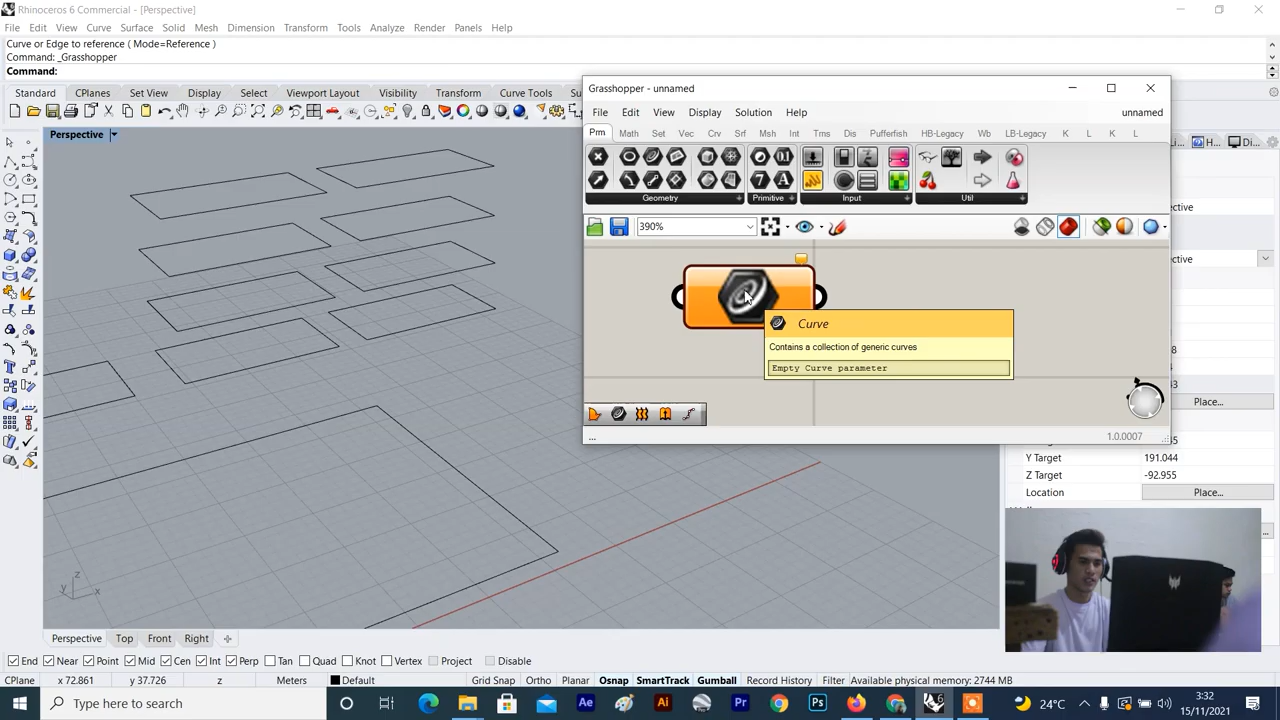 Rhinoceros 6 Commercial - [Perspective]
File Edit View Curve Surface Solid Mesh Dimension Transform Tools Analyze Render Panels Help
Curve or Edge to reference ( Mode=Reference )
Command: _Grasshopper
Command:
Standard CPlanes Set View Display Select Viewport Layout Visibility Transform Curve Tools
Perspective
Grasshopper - unnamed
File Edit View Display Solution Help unnamed
Prm Math Set Vec Crv Srf Msh Int Trns Dis Pufferfish HB-Legacy Wb LB-Legacy K L K L
Geometry Primitive Input Util
390%
Curve
Contains a collection of generic curves
Empty Curve parameter
...
1.0.0007
Place...
Y Target 191.044
Z Target -92.955
Location Place...
Perspective Top Front Right
End Near Point Mid Cen Int Perp Tan Quad Knot Vertex Project Disable
CPlane x 72.861 y 37.726 z Meters Default Grid Snap Ortho Planar Osnap SmartTrack Gumball Record History Filter Available physical memory: 2744 MB
Type here to search
24°C
3:32
15/11/2021